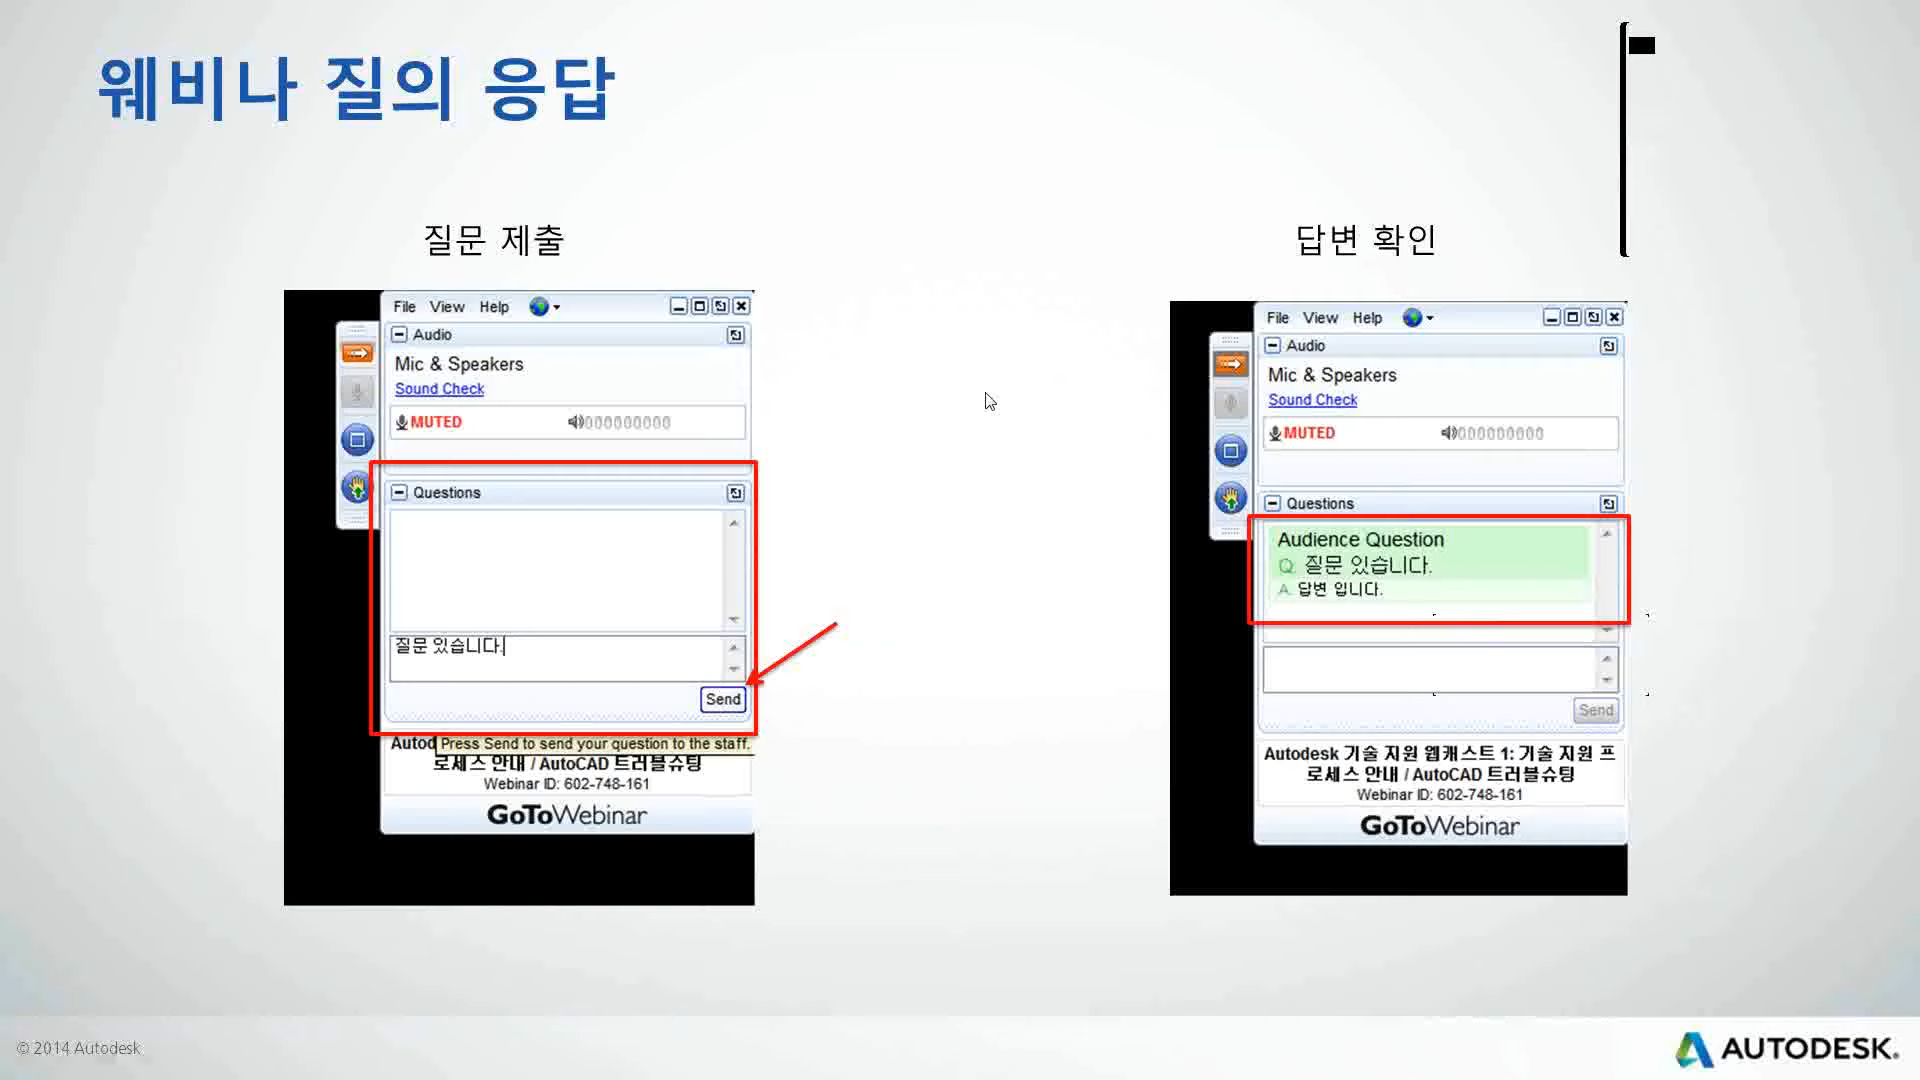 웨비나 질의 응답
질문 제출
File View Help
Audio
Mic & Speakers
Sound Check
MUTED
Questions
질문 있습니다.
Send
Autod
Press Send to send your question to the staff.
로세스 안내 / AutoCAD 트러블슈팅
Webinar ID: 602-748-161
GoToWebinar
답변 확인
File View Help
Audio
Mic & Speakers
Sound Check
MUTED
Questions
Audience Question
Q: 질문 있습니다.
A: 답변 입니다.
Send
Autodesk 기술 지원 웹캐스트 1: 기술 지원 프
로세스 안내 / AutoCAD 트러블슈팅
Webinar ID: 602-748-161
GoToWebinar
© 2014 Autodesk
AUTODESK.